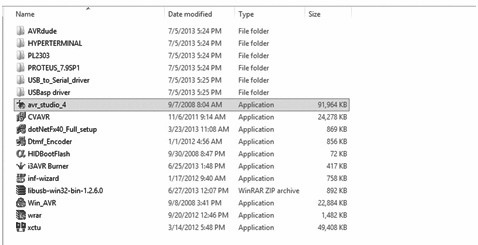 Name Date modified Type Size
AVRdude 7/5/2013 5:24 PM File folder
HYPERTERMINAL 7/5/2013 5:24 PM File folder
PL2303 7/5/2013 5:24 PM File folder
PROTEUS_7.9SP1 7/5/2013 5:24 PM File folder
USB_to_Serial_driver 7/5/2013 5:25 PM File folder
USBasp driver 7/5/2013 5:25 PM File folder
avr_studio_4 9/7/2008 8:04 AM Application 91,964 KB
CVAVR 11/6/2011 9:14 AM Application 24,278 KB
dotNetFx40_Full_setup 3/23/2013 11:08 AM Application 869 KB
Dtmf_Encoder 1/1/2012 4:56 AM Application 856 KB
HIDBootFlash 9/30/2008 8:47 PM Application 72 KB
i3AVR Burner 6/25/2013 1:48 PM Application 417 KB
inf-wizard 1/17/2012 9:40 AM Application 758 KB
libusb-win32-bin-1.2.6.0 6/27/2013 12:07 PM WinRAR ZIP archive 892 KB
Win_AVR 9/8/2008 3:41 PM Application 22,884 KB
wrar 9/20/2012 12:46 PM Application 1,482 KB
xctu 3/14/2012 5:48 PM Application 49,408 KB